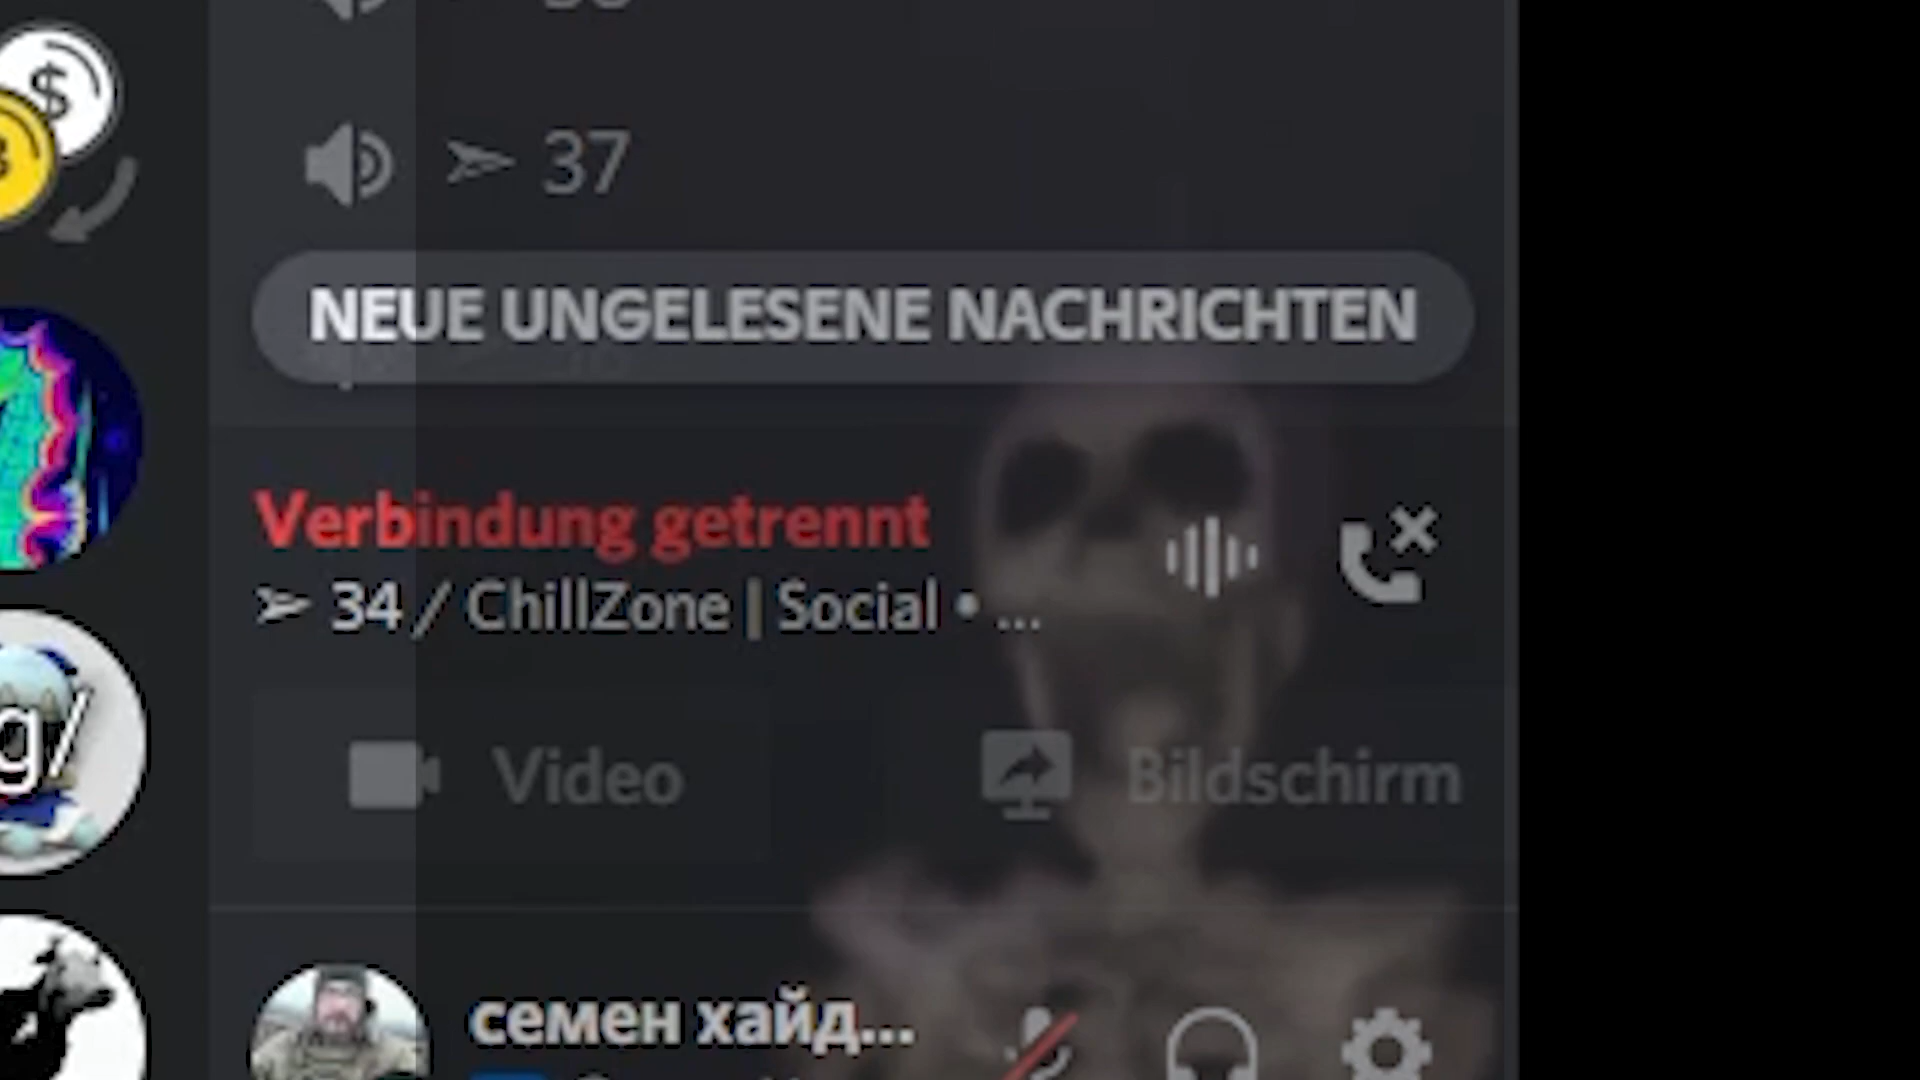 ➢ 37
NEUE UNGELESENE NACHRICHTEN
Verbindung getrennt
➢ 34 / ChillZone | Social • ...
g/
Video
Bildschirm
семен хайд...